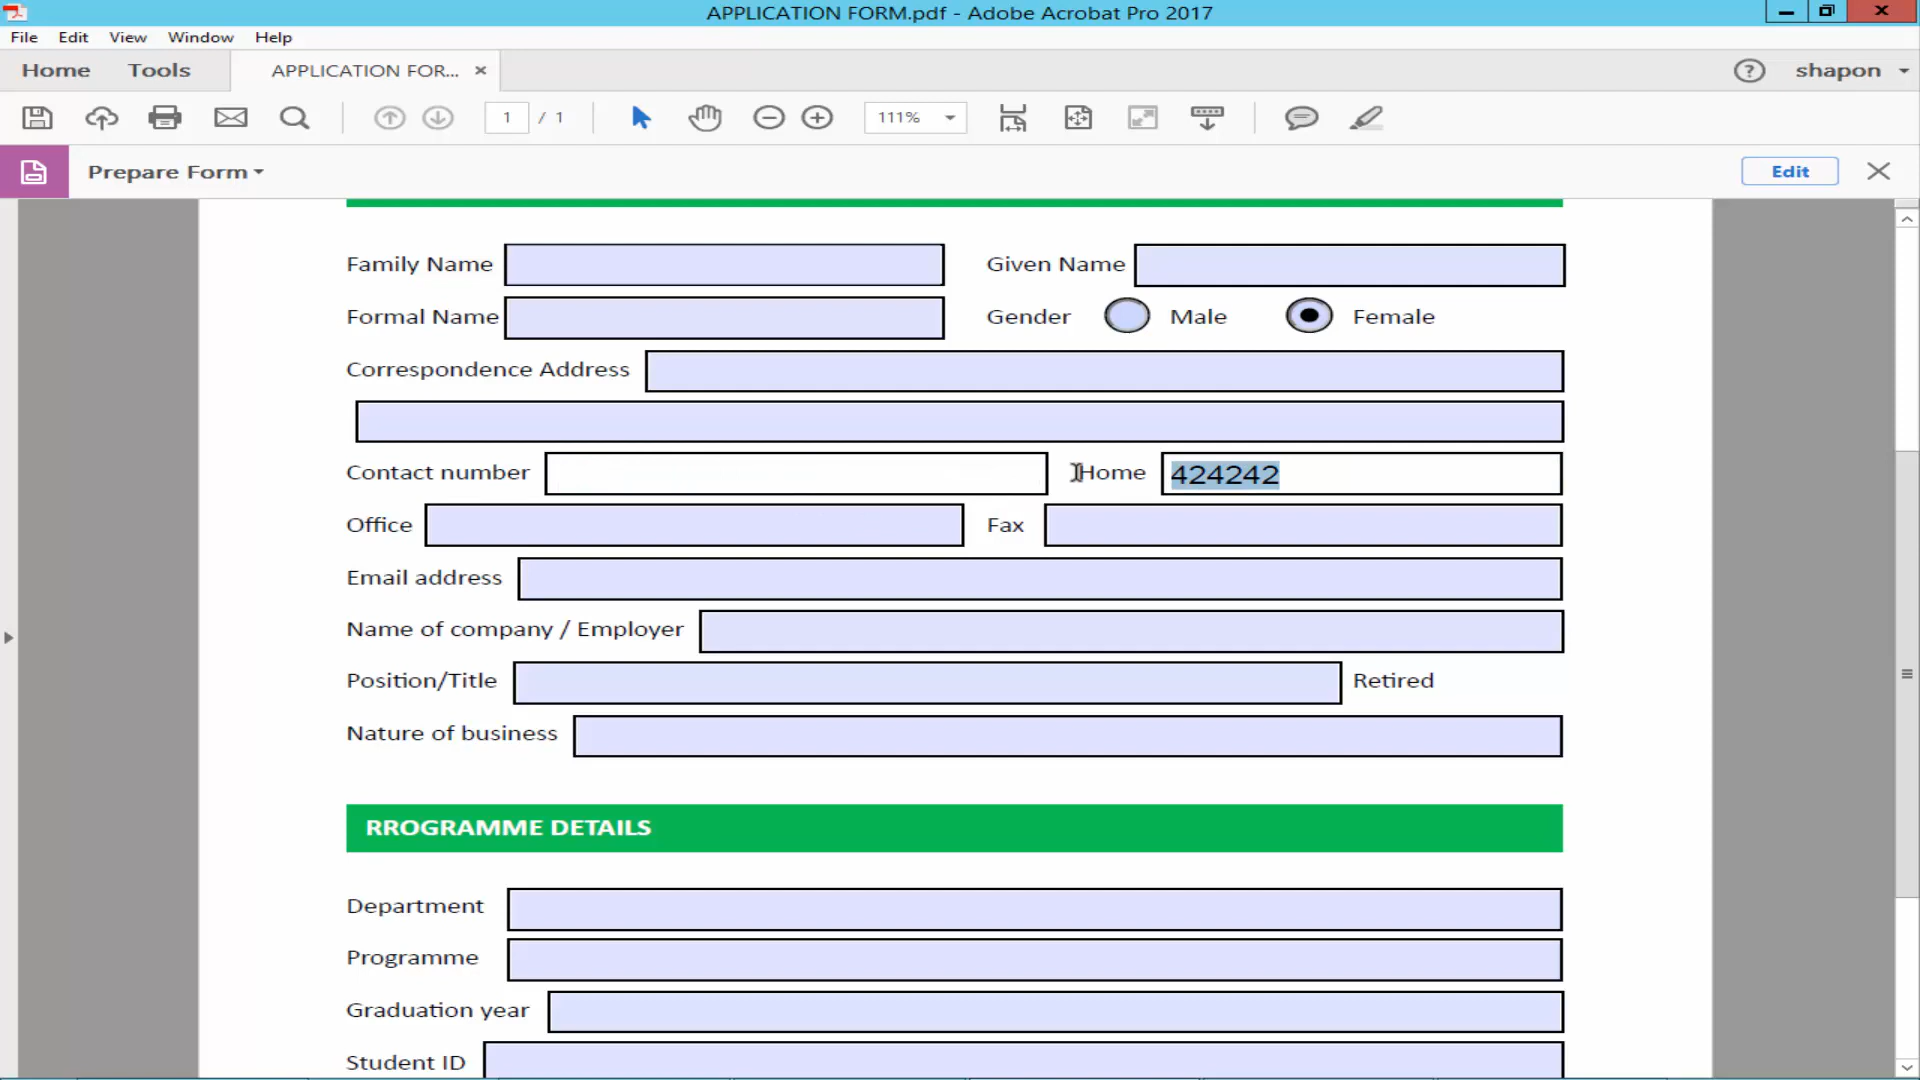 APPLICATION FORM.pdf - Adobe Acrobat Pro 2017
File Edit View Window Help
Home Tools APPLICATION FOR... × ? shapon
1 / 1 111%
Prepare Form Edit
Family Name Given Name
Formal Name Gender Male Female
Correspondence Address
Contact number Home 424242
Office Fax
Email address
Name of company / Employer
Position/Title Retired
Nature of business
RROGRAMME DETAILS
Department
Programme
Graduation year
Student ID